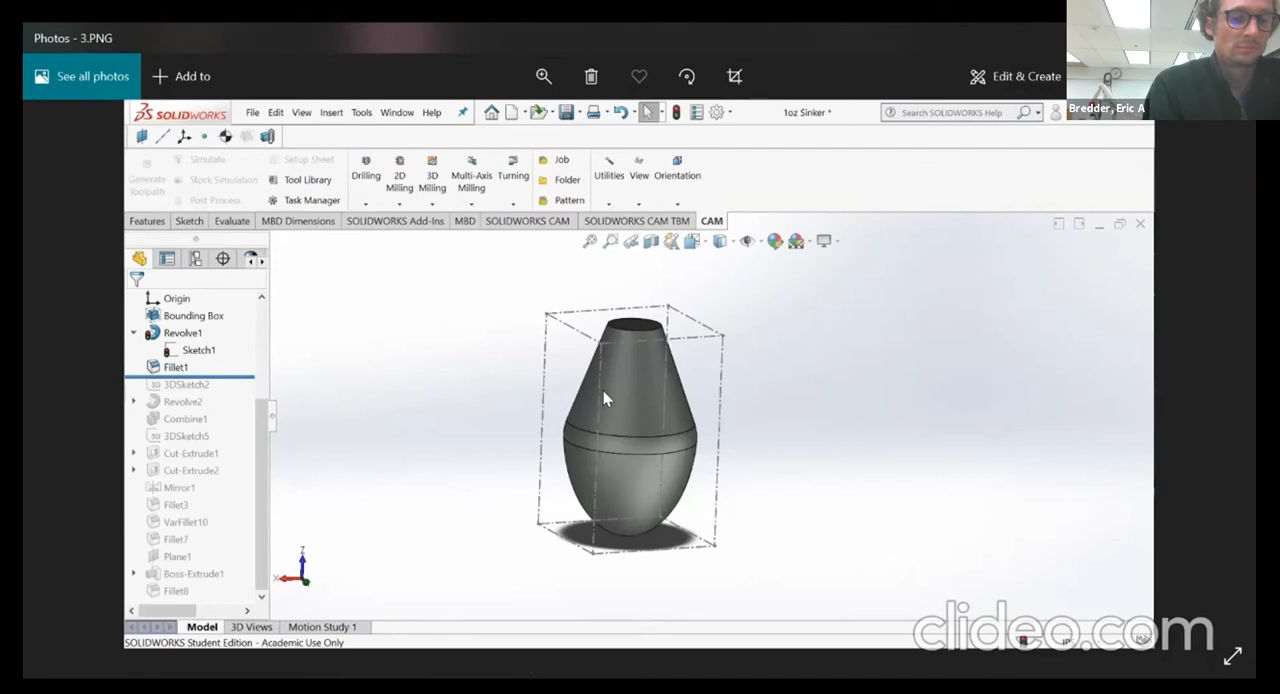 Photos - 3.PNG
See all photos
Add to
Edit & Create
Bredder, Eric A
SOLIDWORKS File Edit View Insert Tools Window Help 1oz Sinker * Search SOLIDWORKS Help
Simulate Setup Sheet Job
Generate Toolpath Stock Simulation Tool Library Drilling 2D Milling 3D Milling Multi-Axis Milling Turning Folder Utilities View Orientation
Post Process Task Manager Pattern
Features Sketch Evaluate MBD Dimensions SOLIDWORKS Add-Ins MBD SOLIDWORKS CAM SOLIDWORKS CAM TBM CAM
Origin
Bounding Box
Revolve1
Sketch1
Fillet1
3DSketch2
Revolve2
Combine1
3DSketch5
Cut-Extrude1
Cut-Extrude2
Mirror1
Fillet3
VarFillet10
Fillet7
Plane1
Boss-Extrude1
Fillet8
Z
X
Model 3D Views Motion Study 1
SOLIDWORKS Student Edition - Academic Use Only
clideo.com